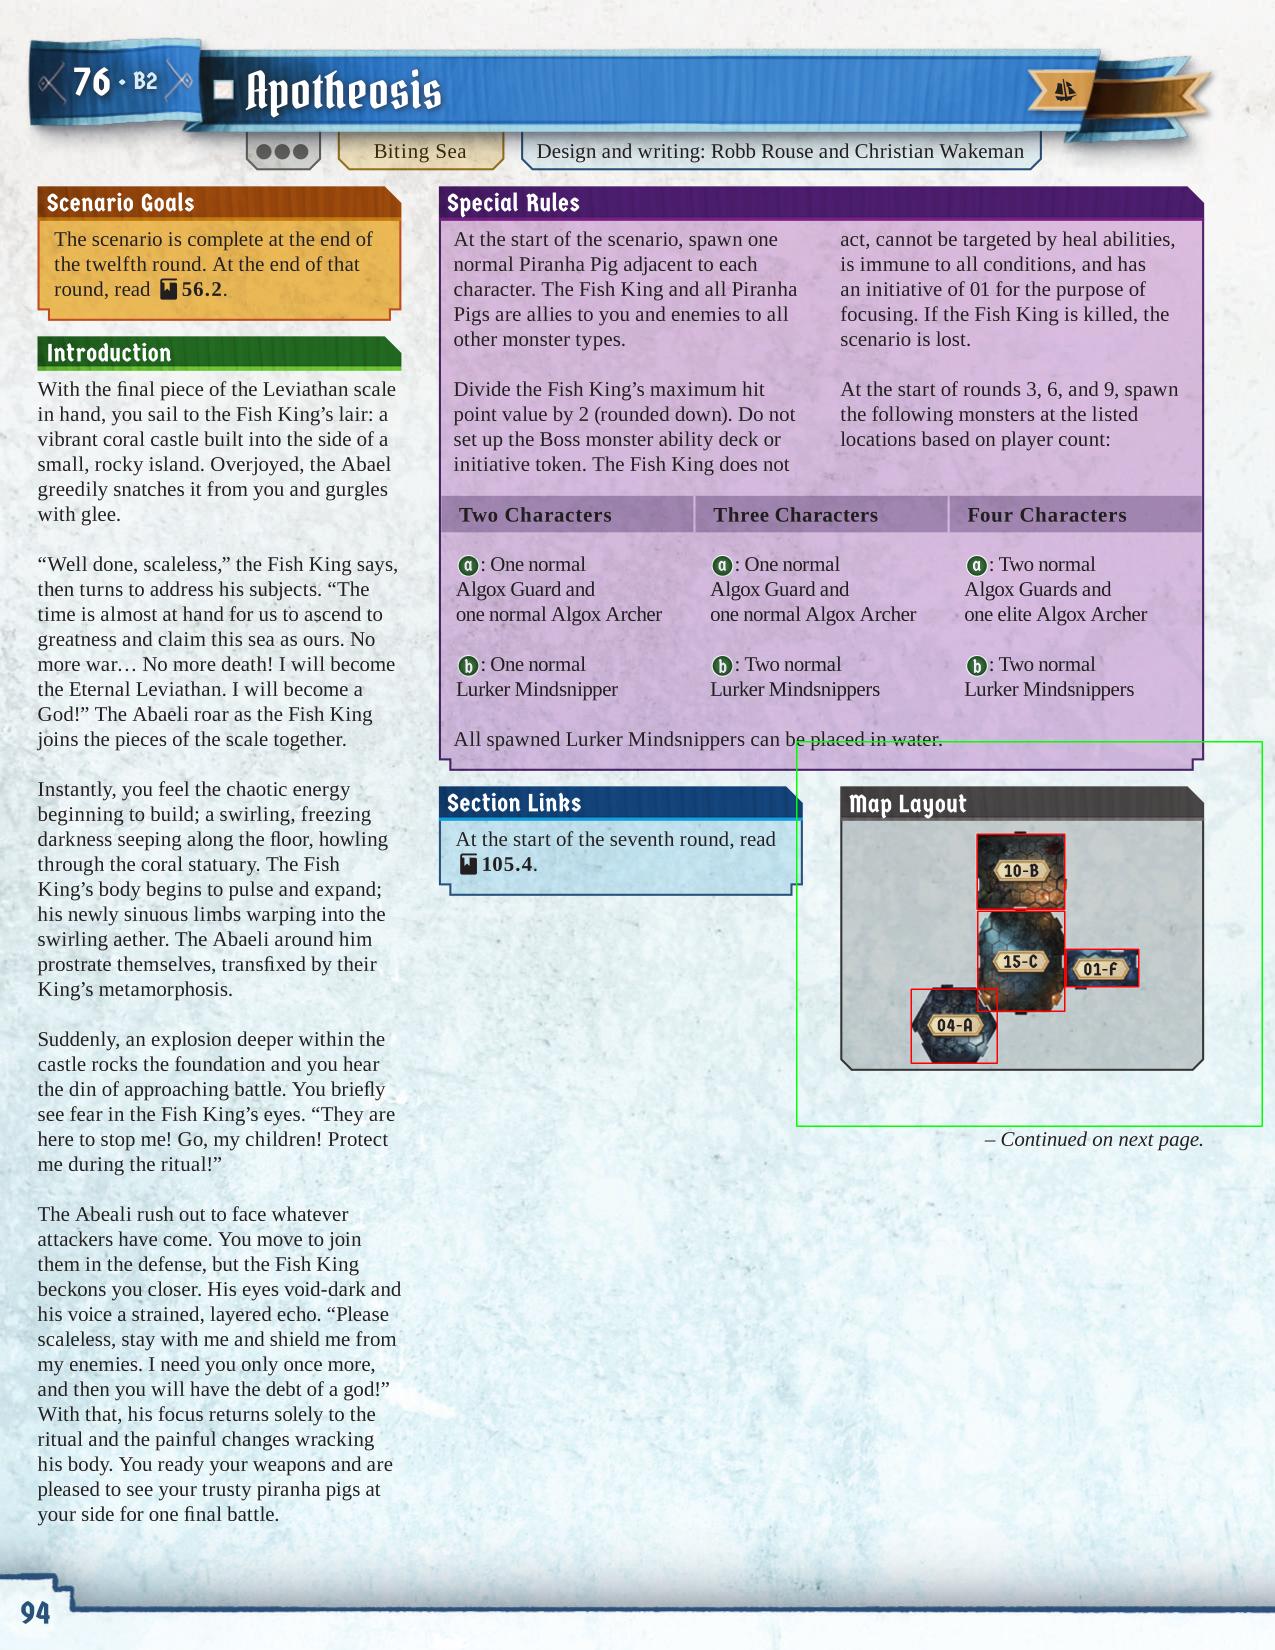 76 · B2
Apotheosis
Biting Sea
Design and writing: Robb Rouse and Christian Wakeman
Scenario Goals
The scenario is complete at the end of
the twelfth round. At the end of that
round, read 56.2.
Introduction
With the final piece of the Leviathan scale
in hand, you sail to the Fish King’s lair: a
vibrant coral castle built into the side of a
small, rocky island. Overjoyed, the Abael
greedily snatches it from you and gurgles
with glee.
“Well done, scaleless,” the Fish King says,
then turns to address his subjects. “The
time is almost at hand for us to ascend to
greatness and claim this sea as ours. No
more war… No more death! I will become
the Eternal Leviathan. I will become a
God!” The Abaeli roar as the Fish King
joins the pieces of the scale together.
Instantly, you feel the chaotic energy
beginning to build; a swirling, freezing
darkness seeping along the floor, howling
through the coral statuary. The Fish
King’s body begins to pulse and expand;
his newly sinuous limbs warping into the
swirling aether. The Abaeli around him
prostrate themselves, transfixed by their
King’s metamorphosis.
Suddenly, an explosion deeper within the
castle rocks the foundation and you hear
the din of approaching battle. You briefly
see fear in the Fish King’s eyes. “They are
here to stop me! Go, my children! Protect
me during the ritual!”
The Abeali rush out to face whatever
attackers have come. You move to join
them in the defense, but the Fish King
beckons you closer. His eyes void-dark and
his voice a strained, layered echo. “Please
scaleless, stay with me and shield me from
my enemies. I need you only once more,
and then you will have the debt of a god!”
With that, his focus returns solely to the
ritual and the painful changes wracking
his body. You ready your weapons and are
pleased to see your trusty piranha pigs at
your side for one final battle.
Special Rules
At the start of the scenario, spawn one
normal Piranha Pig adjacent to each
character. The Fish King and all Piranha
Pigs are allies to you and enemies to all
other monster types.
Divide the Fish King’s maximum hit
point value by 2 (rounded down). Do not
set up the Boss monster ability deck or
initiative token. The Fish King does not
act, cannot be targeted by heal abilities,
is immune to all conditions, and has
an initiative of 01 for the purpose of
focusing. If the Fish King is killed, the
scenario is lost.
At the start of rounds 3, 6, and 9, spawn
the following monsters at the listed
locations based on player count:
Two Characters
a: One normal
Algox Guard and
one normal Algox Archer
b: One normal
Lurker Mindsnipper
Three Characters
a: One normal
Algox Guard and
one normal Algox Archer
b: Two normal
Lurker Mindsnippers
Four Characters
a: Two normal
Algox Guards and
one elite Algox Archer
b: Two normal
Lurker Mindsnippers
All spawned Lurker Mindsnippers can be placed in water.
Section Links
At the start of the seventh round, read
105.4.
Map Layout
10-B
15-C
01-F
04-A
– Continued on next page.
94